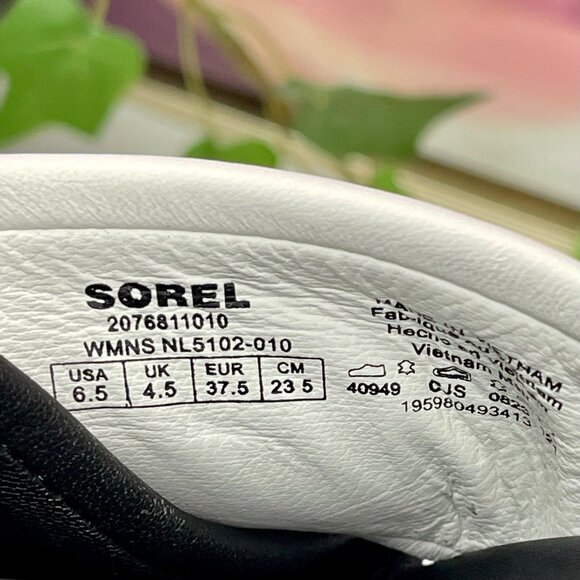 SOREL
2076811010
WMNS NL5102-010
USA UK EUR CM
6.5 4.5 37.5 23 5
Vietnam
40949 CJS
195980493413